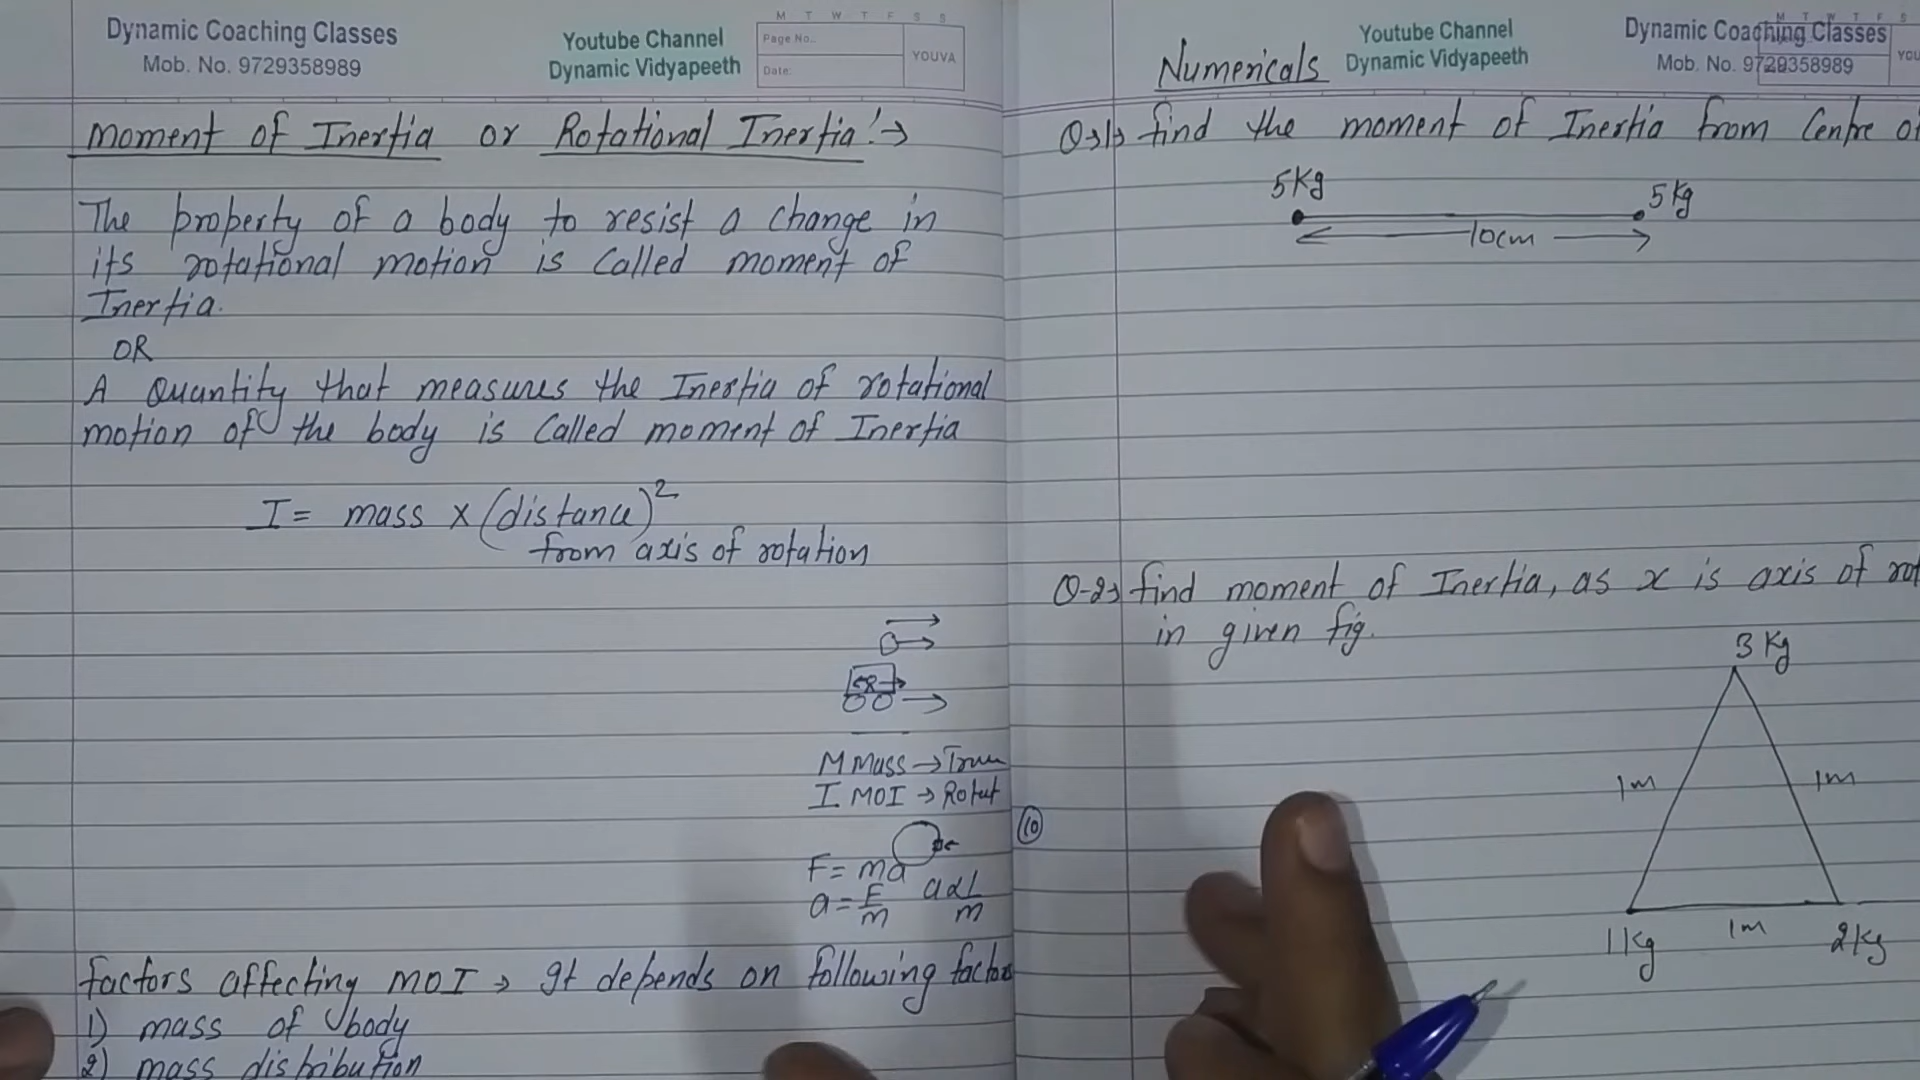 Dynamic Coaching Classes
Mob. No. 9729358989
Youtube Channel
Dynamic Vidyapeeth
M T W T F S S
Page No..
Date:
YOUVA
Moment of Inertia or Rotational Inertia:→
The property of a body to resist a change in
its rotational motion is called moment of
Inertia.
OR
A Quantity that measures the Inertia of rotational
motion of the body is called moment of Inertia
I = mass x (distance)²
from axis of rotation
M Mass →
I MOI → Rotat
F = ma
a = F/m a α 1/m
factors affecting MOI → It depends on following factors
1) mass of body
2) mass distribution
Numericals
Youtube Channel
Dynamic Vidyapeeth
Dynamic Coaching Classes
Mob. No. 9729358989
M T W T F S
YOU
Q→1→ find the moment of Inertia from Centre of
5Kg
5Kg
10cm
Q-2→ find moment of Inertia, as x is axis of rot
in given fig.
3 Kg
1m
1m
10
1Kg
1m
2Kg